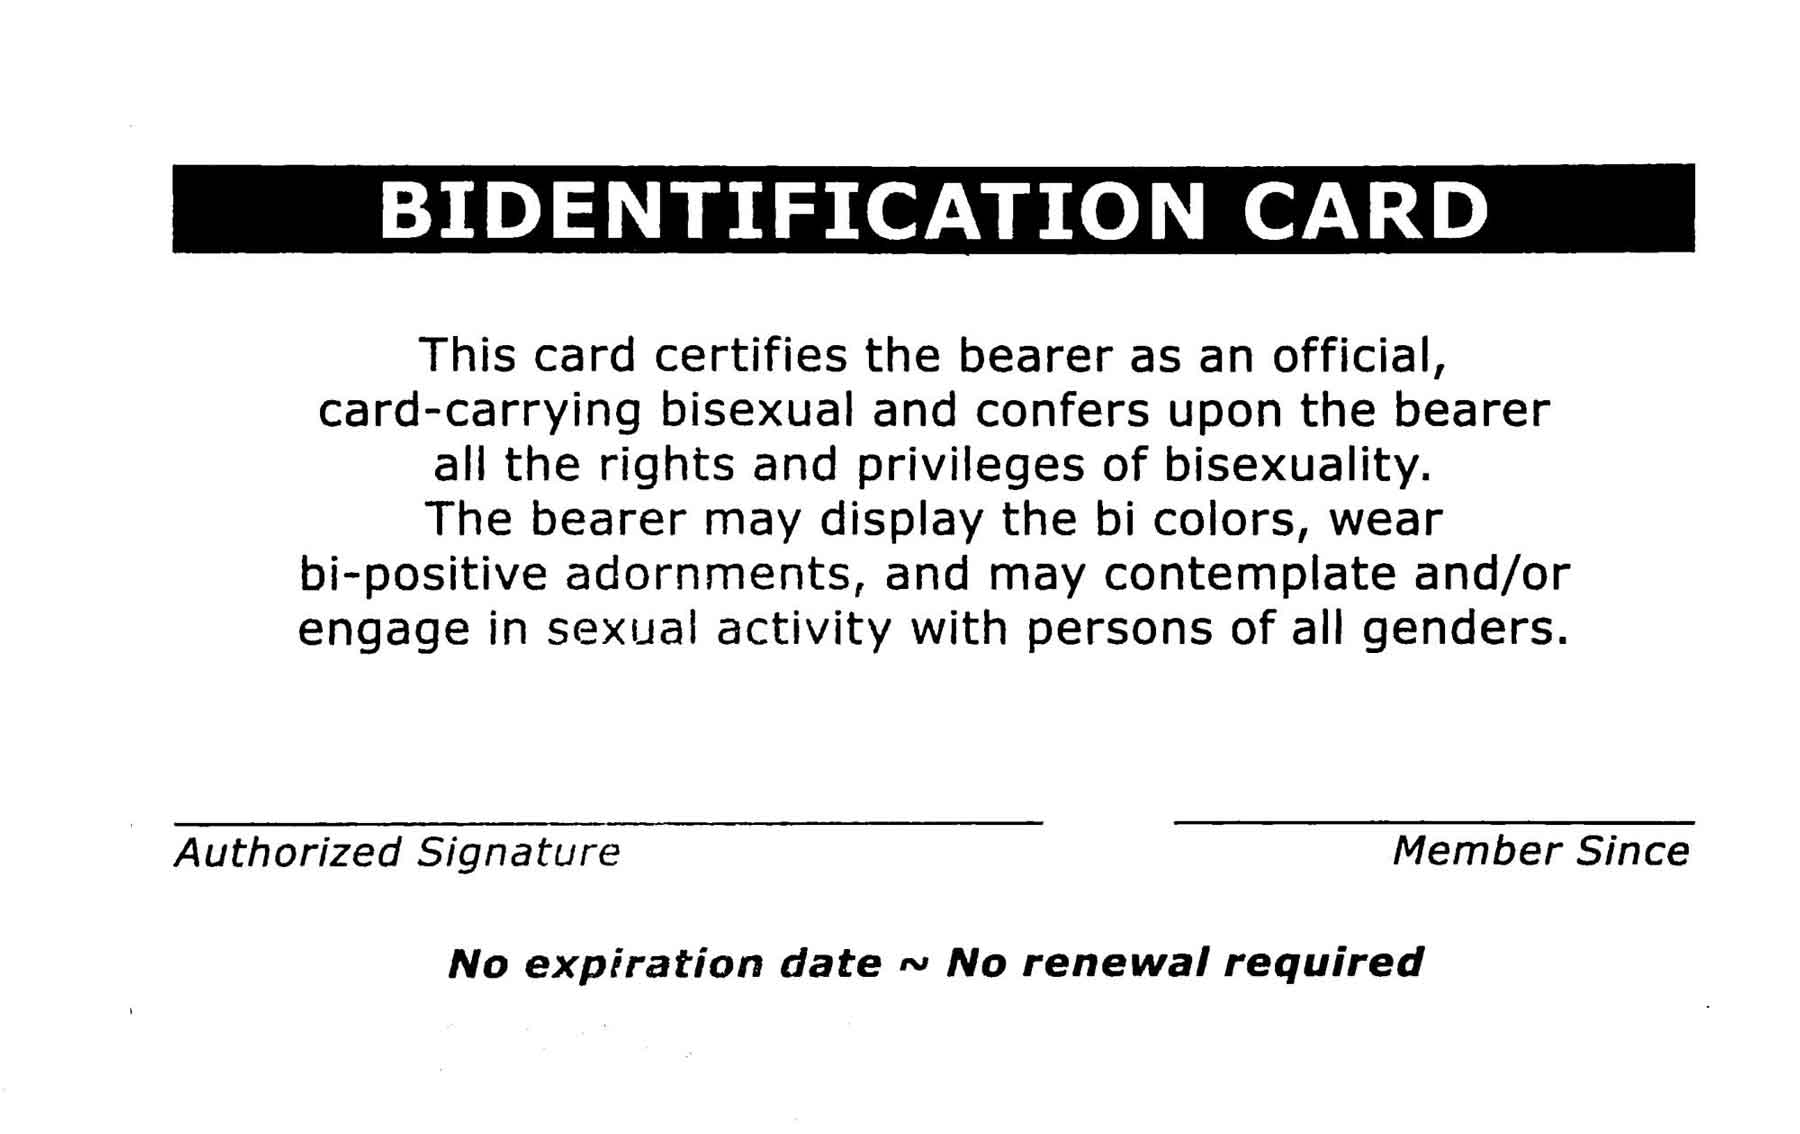 BIDENTIFICATION CARD
This card certifies the bearer as an official,
card-carrying bisexual and confers upon the bearer
all the rights and privileges of bisexuality.
The bearer may display the bi colors, wear
bi-positive adornments, and may contemplate and/or
engage in sexual activity with persons of all genders.
Authorized Signature
Member Since
No expiration date ~ No renewal required